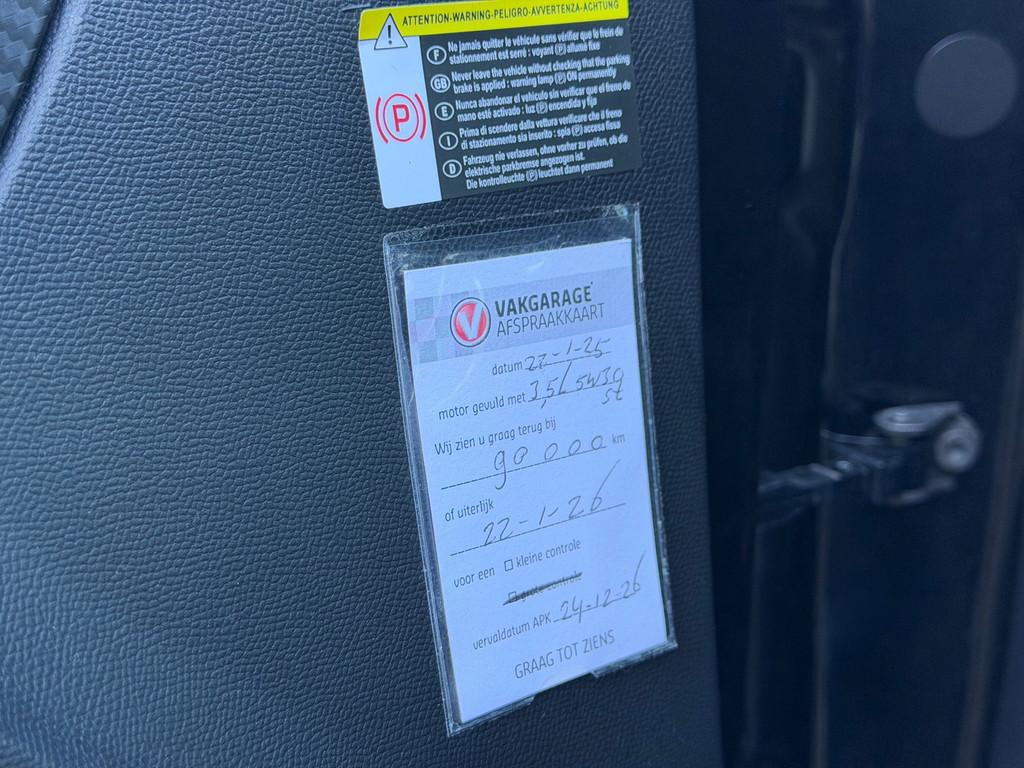 ATTENTION-WARNING-PELIGRO-AVVERTENZA-ACHTUNG
F Ne jamais quitter le véhicule sans vérifier que le frein de
stationnement est serré : voyant (P) allumé fixe
GB Never leave the vehicle without checking that the parking
brake is applied : warning lamp (P) ON permanently
E Nunca abandonar el vehiculo sin verificar que el freno de
mano esté activado : luz (P) encendida y fija
I Prima di scendere dalla vettura verificare che il freno
di stazionamento sia inserito : spia (P) accesa fissa
D Fahrzeug nie verlassen, ohne vorher zu prüfen, ob die
elektrische parkbremse angezogen ist.
Die kontrolleuchte (P) leuchtet dann permanent
(P)
V VAKGARAGE
AFSPRAAKKAART
datum 22-1-25
motor gevuld met 3,5L 5W30
st
Wij zien u graag terug bij
90 000 km
of uiterlijk
22-1-26
voor een □ kleine controle
□ grote controle
vervaldatum APK 24-12-26
GRAAG TOT ZIENS